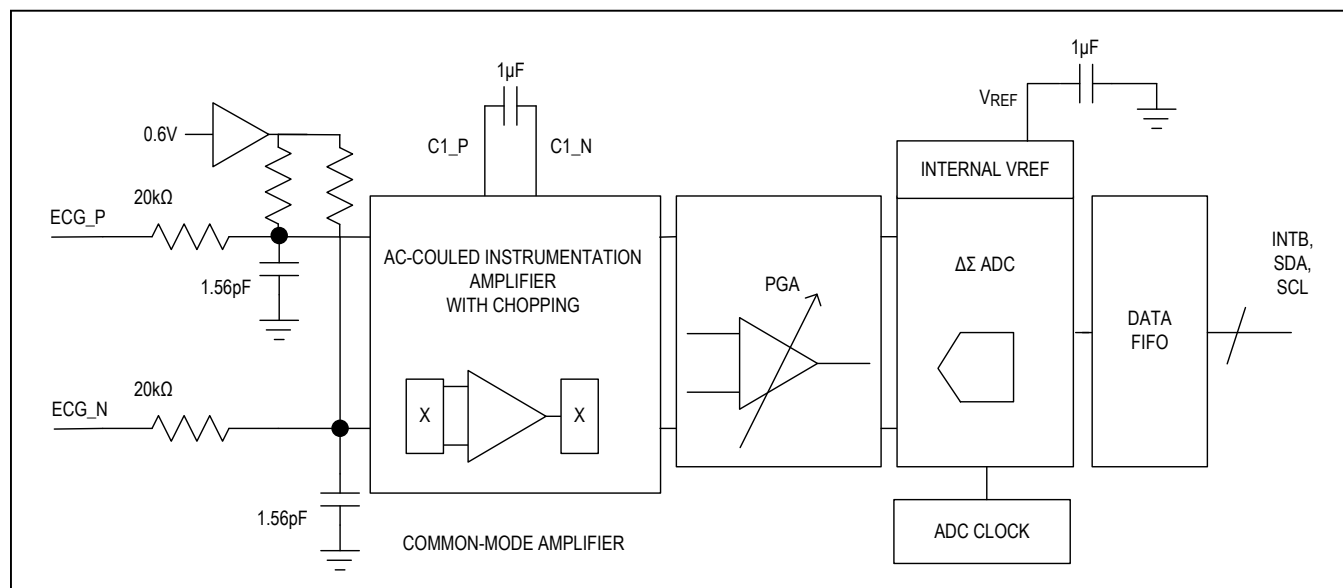 1µF
1µF
VREF
0.6V
C1_P
C1_N
INTERNAL VREF
20kΩ
ECG_P
AC-COULED INSTRUMENTATION
AMPLIFIER
WITH CHOPPING
1.56pF
PGA
ΔΣ ADC
DATA
FIFO
INTB,
SDA,
SCL
20kΩ
ECG_N
X
X
1.56pF
COMMON-MODE AMPLIFIER
ADC CLOCK